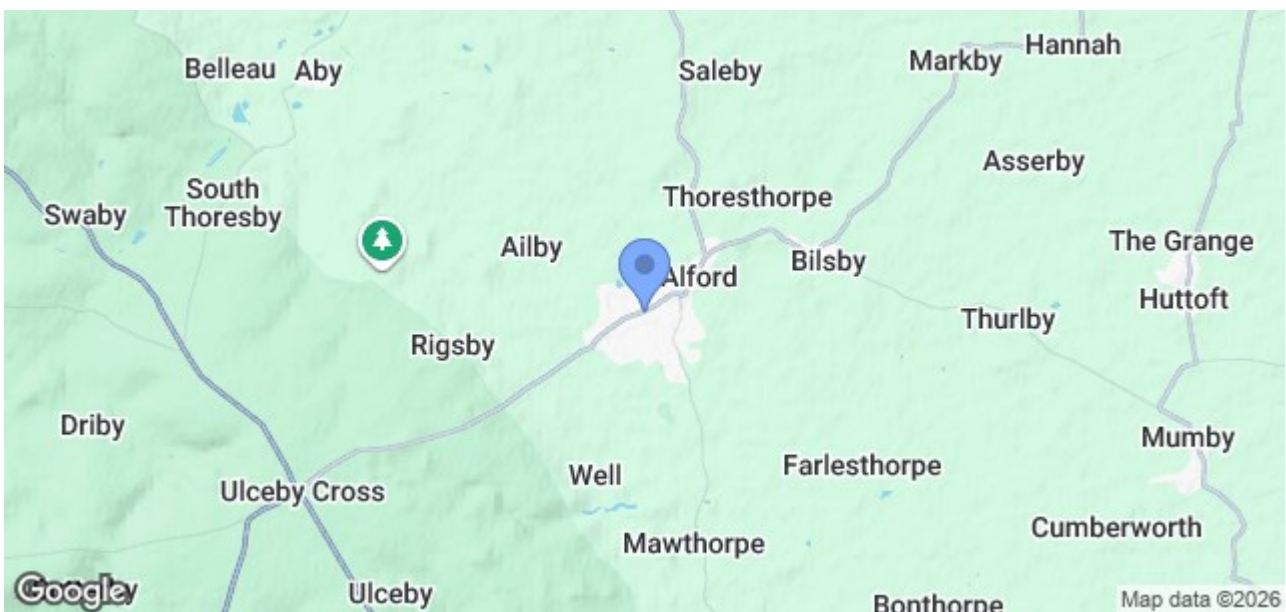 Hannah
Markby
Belleau
Aby
Saleby
Asserby
South
Thoresby
Thoresthorpe
Swaby
Ailby
Bilsby
The Grange
Alford
Huttoft
Thurlby
Rigsby
Driby
Mumby
Farlesthorpe
Well
Ulceby Cross
Cumberworth
Mawthorpe
Ulceby
Bonthorpe
Google
Map data ©2026